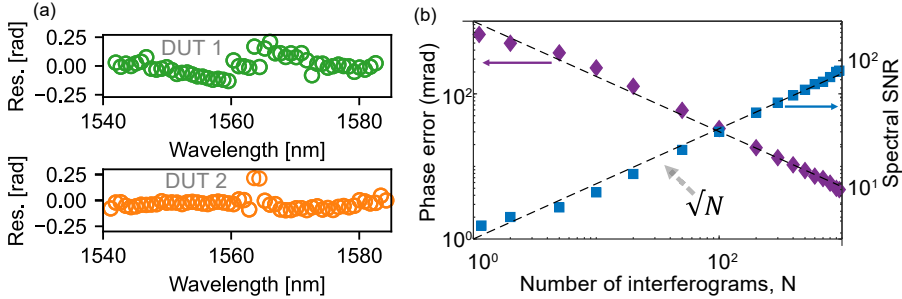 (a)
0.25
0.00
-0.25
Res. [rad]
DUT 1
1540
1560
1580
Wavelength [nm]
0.25
0.00
-0.25
Res. [rad]
DUT 2
1540
1560
1580
Wavelength [nm]
(b)
Phase error (mrad)
10²
10⁰
√N
10²
10¹
Spectral SNR
10⁰
10²
Number of interferograms, N